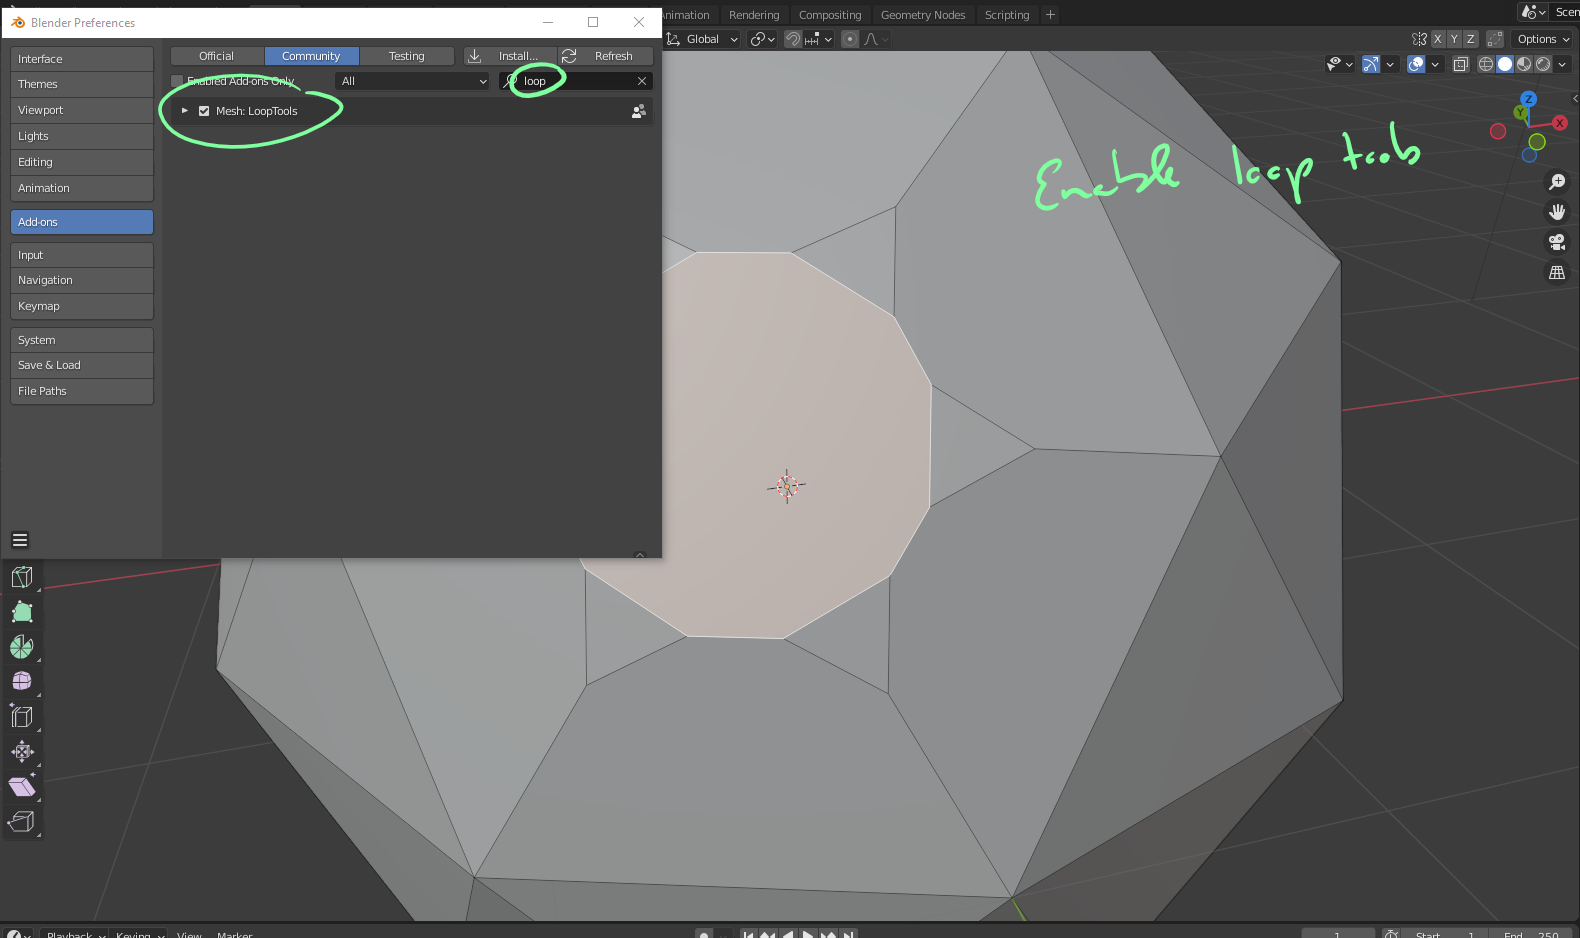 Blender Preferences
Animation Rendering Compositing Geometry Nodes Scripting Scen
Global X Y Z Options
Interface
Themes
Viewport
Lights
Editing
Animation
Add-ons
Input
Navigation
Keymap
System
Save & Load
File Paths
Official Community Testing Install... Refresh
Enabled Add-ons Only All loop
Mesh: LoopTools
Enable loop tools
Z
Y
X
Playback Keying View Marker 1 Start 1 End 250